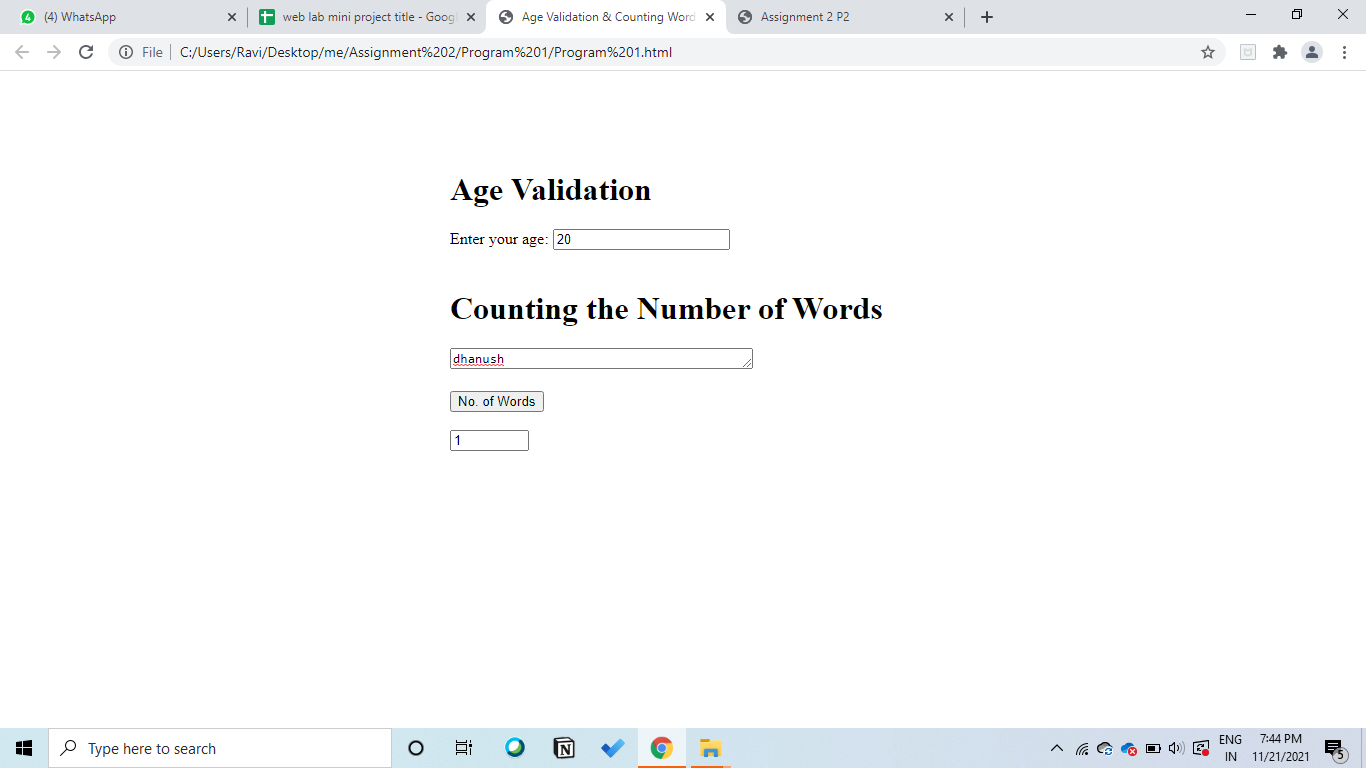 (4) WhatsApp
web lab mini project title - Goog
Age Validation & Counting Word
Assignment 2 P2
File
C:/Users/Ravi/Desktop/me/Assignment%202/Program%201/Program%201.html
Age Validation
Enter your age: 20
Counting the Number of Words
dhanush
No. of Words
1
Type here to search
ENG
IN
7:44 PM
11/21/2021
5